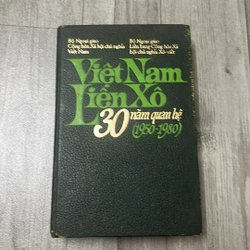 Bộ Ngoại giao
Cộng hòa Xã hội chủ nghĩa
Việt Nam
Bộ Ngoại giao
Liên bang Cộng hòa Xã
hội chủ nghĩa Xô-viết
Việt Nam
Liên Xô
30 năm quan hệ
(1950-1980)